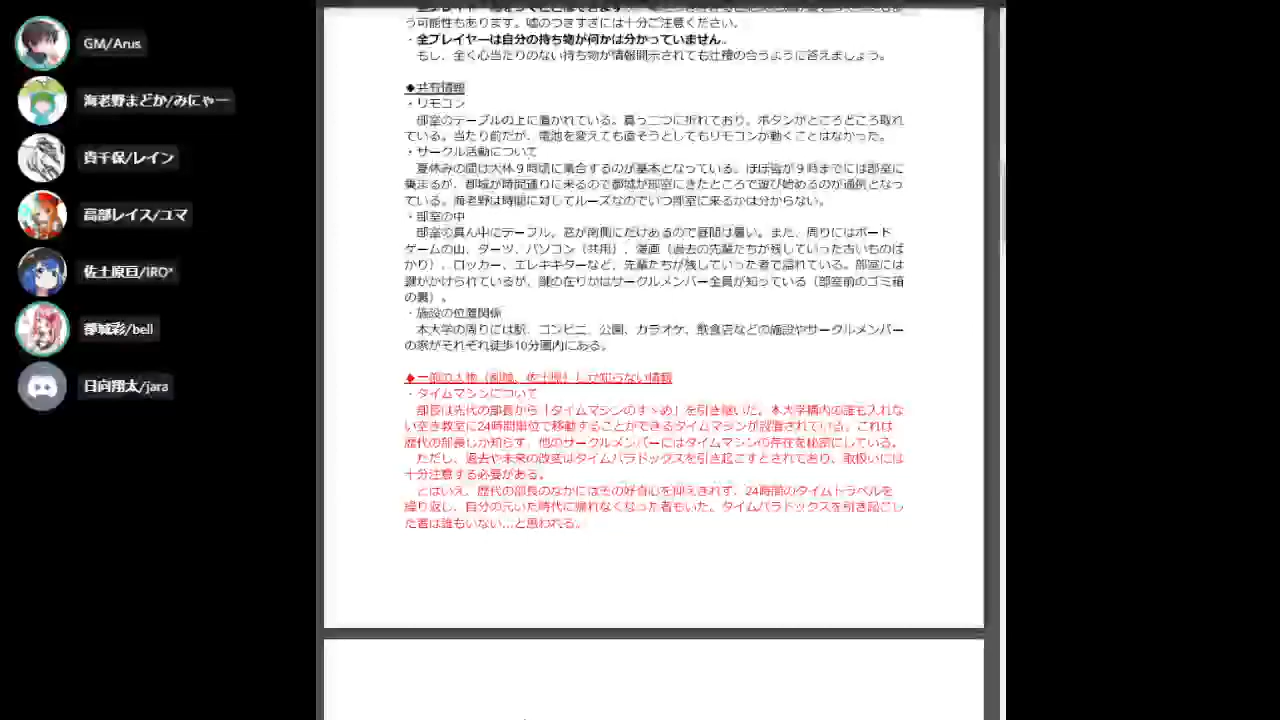 GM/Arus
海老野まどか/みにゃー
貴千保/レイン
高部レイス/ユマ
佐土原亘/iRO*
都城彩/bell
日向翔太/jara
う可能性もあります。嘘のつきすぎには十分ご注意ください。
・全プレイヤーは自分の持ち物が何かは分かっていません。
もし、全く心当たりのない持ち物が情報開示されても辻褄の合うように答えましょう。
◆共有情報
・リモコン
部室のテーブルの上に置かれている。真っ二つに折れており、ボタンがところどころ取れ
ている。当たり前だが、電池を変えても直そうとしてもリモコンが動くことはなかった。
・サークル活動について
夏休みの間は大体９時頃に集合するのが基本となっている。ほぼ皆が９時までには部室に
集まるが、都城が時間通りに来るので都城が部室にきたところで遊び始めるのが通例となっ
ている。海老野は時間に対してルーズなのでいつ部室に来るかは分からない。
・部室の中
部室の真ん中にテーブル、窓が南側にだけあるので昼間は暑い。また、周りにはボード
ゲームの山、ダーツ、パソコン（共用）、漫画（過去の先輩たちが残していった古いものば
かり）、ロッカー、エレキギターなど、先輩たちが残していった者で溢れている。部室には
鍵がかけられているが、鍵の在りかはサークルメンバー全員が知っている（部室前のゴミ箱
の裏）。
・施設の位置関係
本大学の周りには駅、コンビニ、公園、カラオケ、飲食店などの施設やサークルメンバー
の家がそれぞれ徒歩10分圏内にある。
◆一部の人物（都城、佐土原）しか知らない情報
・タイムマシンについて
部長は先代の部長から「タイムマシンのすゝめ」を引き継いだ。本大学構内の誰も入れな
い空き教室に24時間単位で移動することができるタイムマシンが設置されている。これは
歴代の部長しか知らず、他のサークルメンバーにはタイムマシンの存在を秘密にしている。
ただし、過去や未来の改変はタイムパラドックスを引き起こすとされており、取扱いには
十分注意する必要がある。
とはいえ、歴代の部長のなかにはその好奇心を抑えきれず、24時間のタイムトラベルを
繰り返し、自分の元いた時代に帰れなくなった者もいた。タイムパラドックスを引き起こし
た者は誰もいない…と思われる。